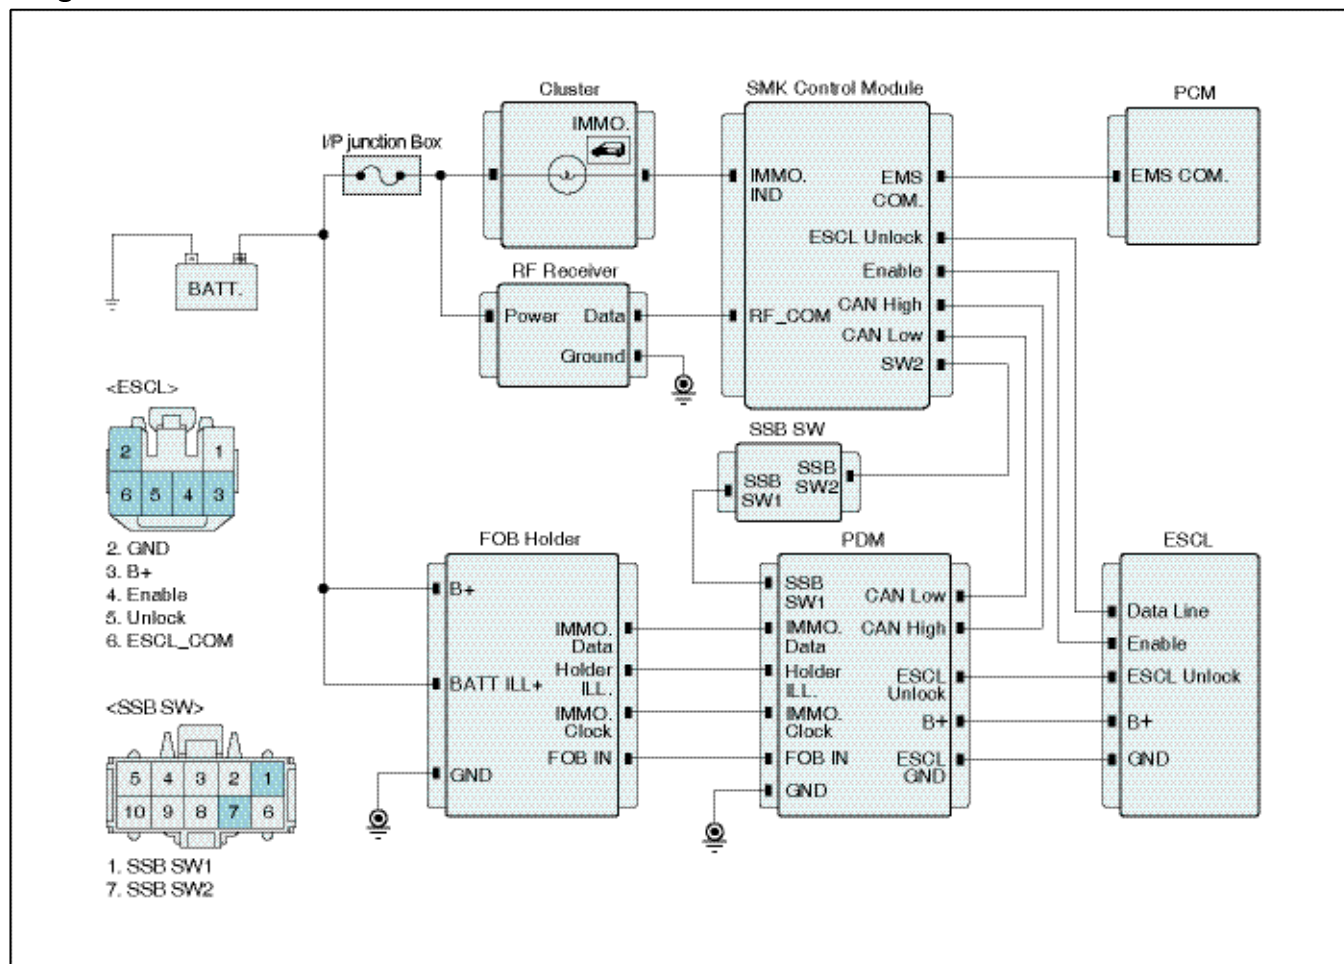 Cluster
SMK Control Module
PCM
I/P junction Box
IMMO.
IMMO.
IND
EMS
COM.
EMS COM.
ESCL Unlock
Enable
CAN High
CAN Low
SW2
RF_COM
BATT.
RF Receiver
Power
Data
Ground
<ESCL>
2
1
6
5
4
3
2. GND
3. B+
4. Enable
5. Unlock
6. ESCL_COM
SSB SW
SSB
SW1
SSB
SW2
FOB Holder
B+
BATT ILL+
GND
IMMO.
Data
Holder
ILL.
IMMO.
Clock
FOB IN
PDM
SSB
SW1
IMMO.
Data
Holder
ILL.
IMMO.
Clock
FOB IN
GND
CAN Low
CAN High
ESCL
Unlock
B+
ESCL
GND
ESCL
Data Line
Enable
ESCL Unlock
B+
GND
<SSB SW>
5
4
3
2
1
10
9
8
7
6
1. SSB SW1
7. SSB SW2